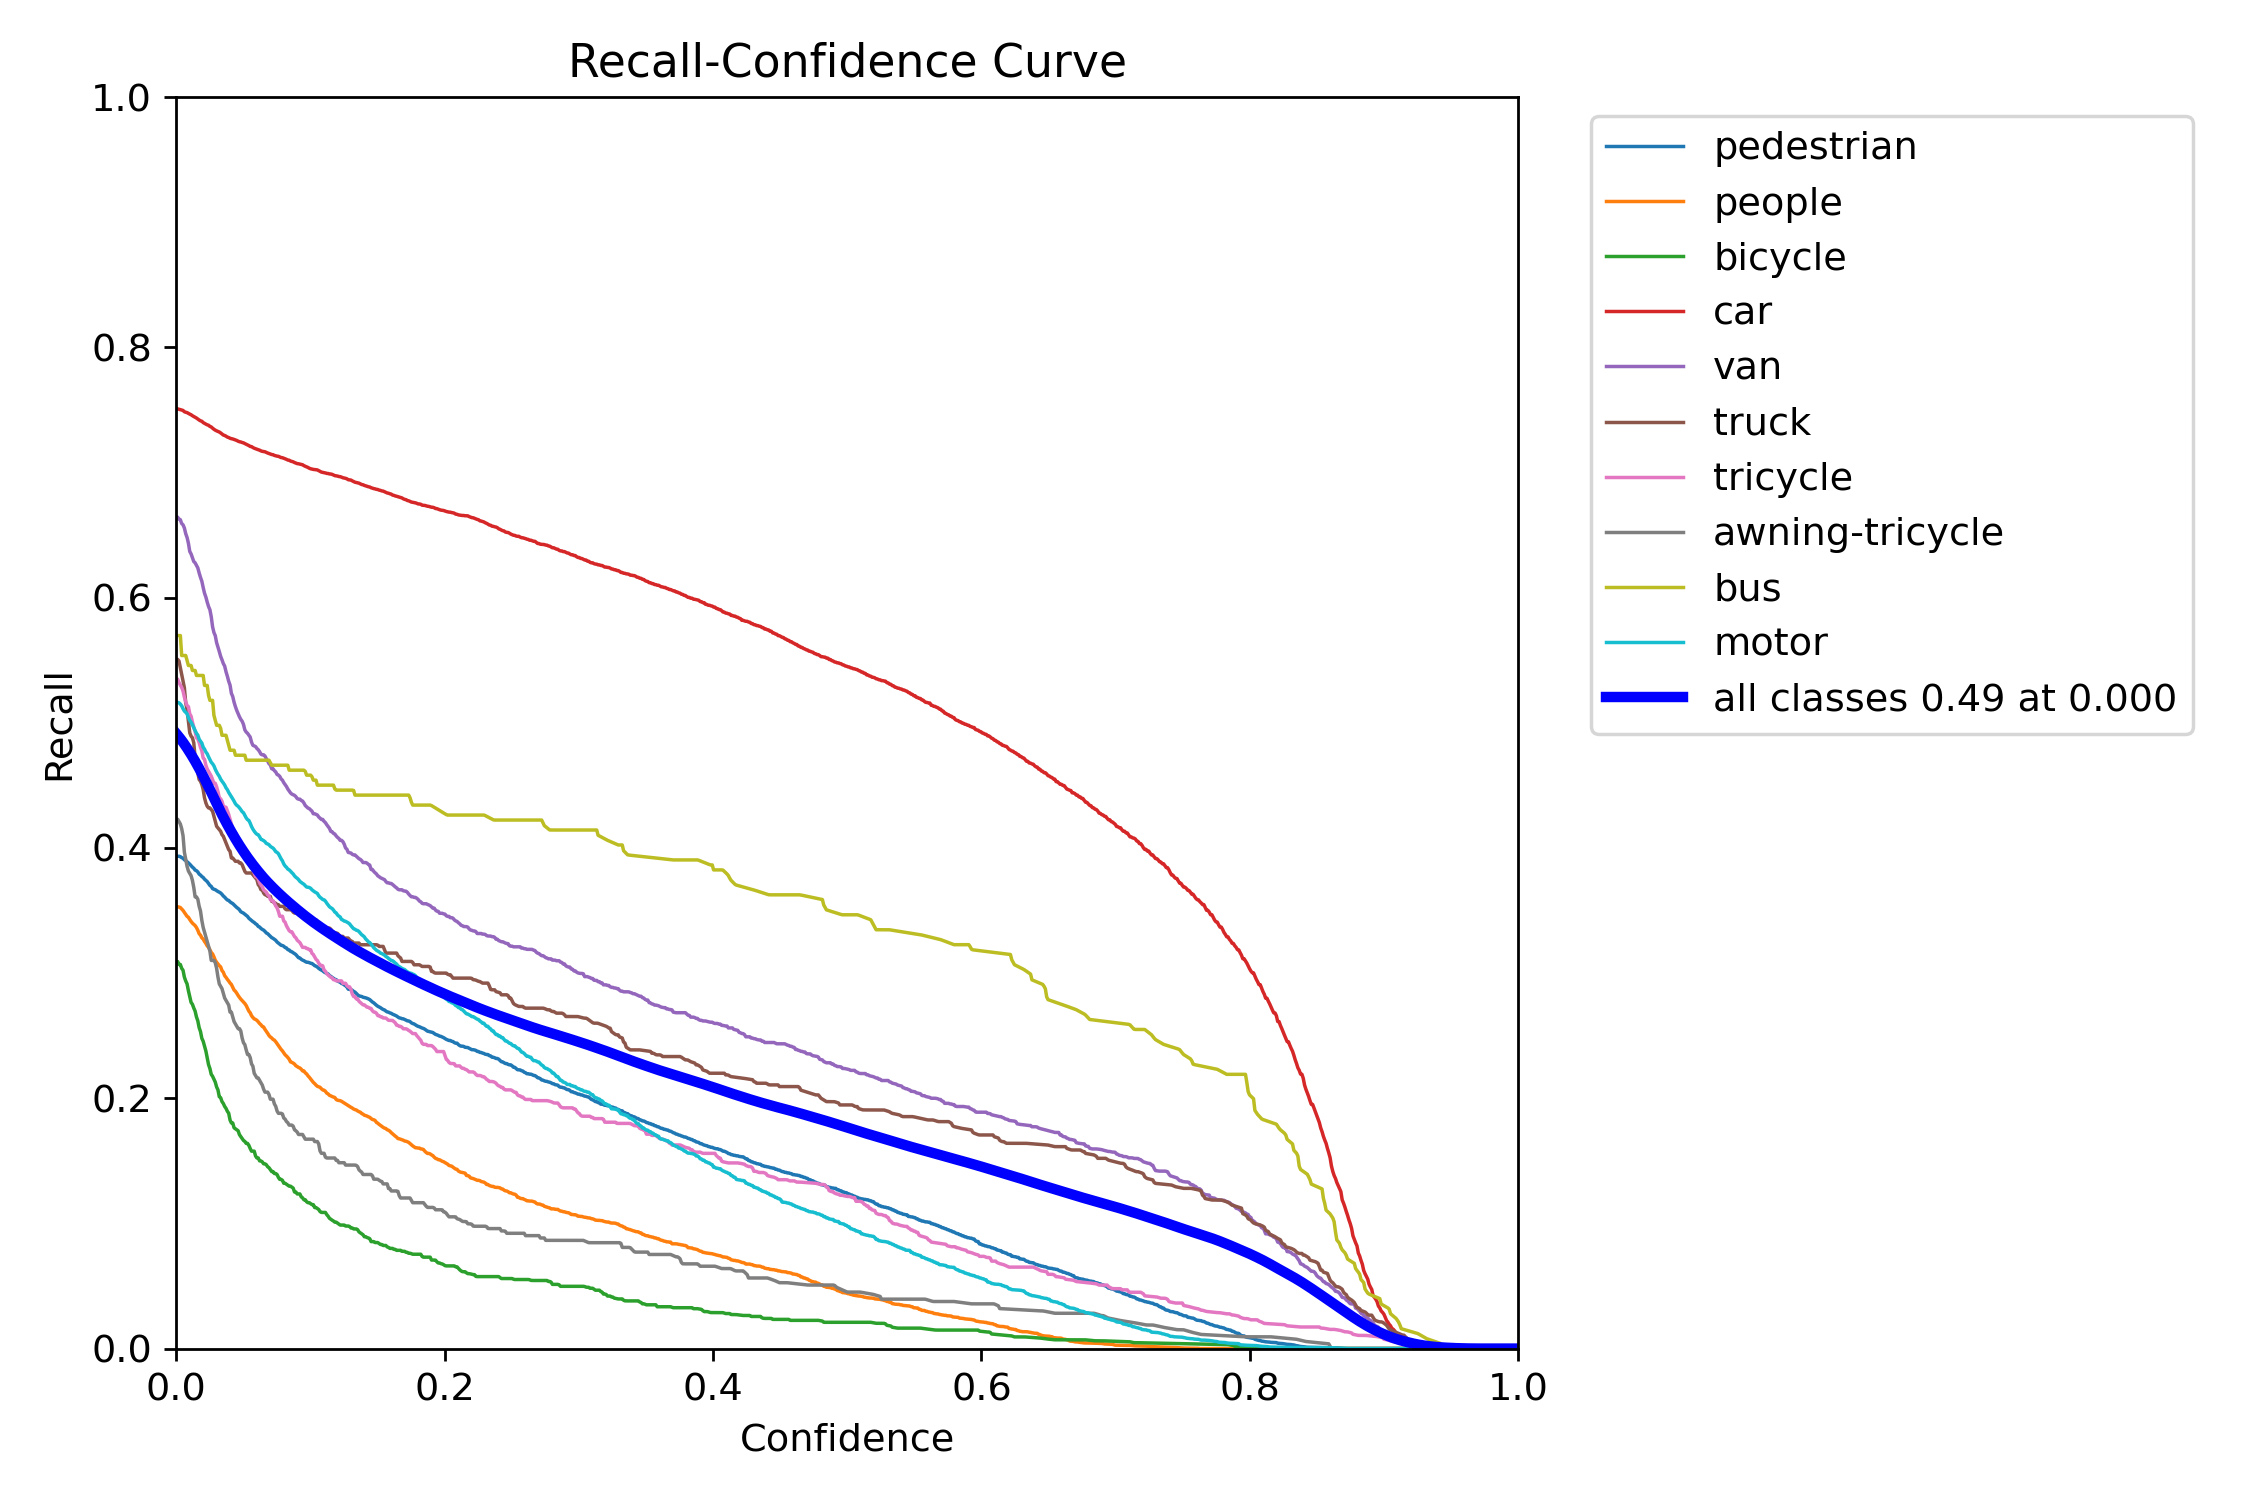 Recall-Confidence Curve
1.0
0.8
0.6
0.4
0.2
0.0
Recall
0.0 0.2 0.4 0.6 0.8 1.0
Confidence
pedestrian
people
bicycle
car
van
truck
tricycle
awning-tricycle
bus
motor
all classes 0.49 at 0.000